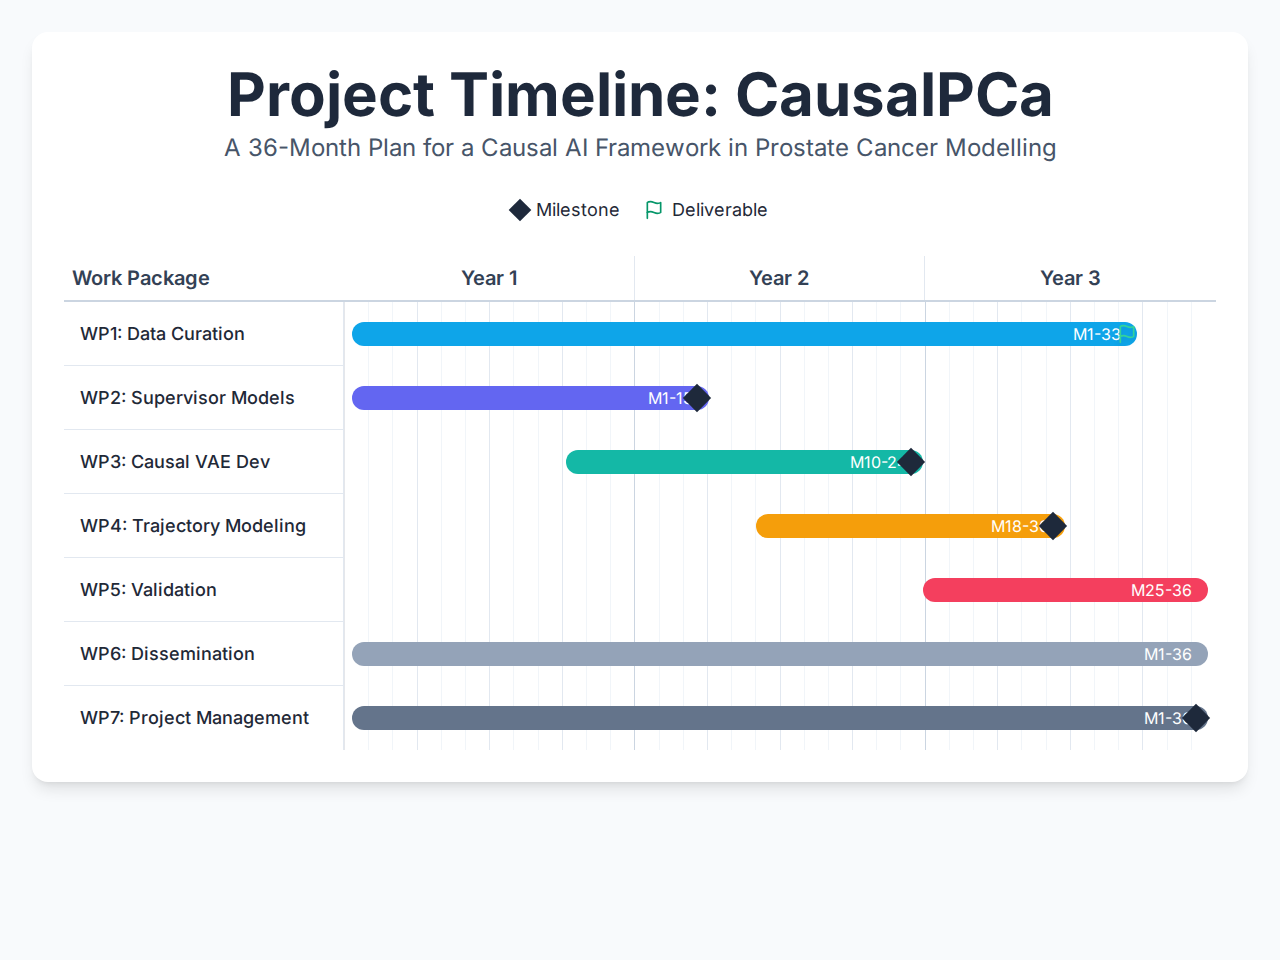 Project Timeline: CausalPCa
A 36-Month Plan for a Causal AI Framework in Prostate Cancer Modelling
Milestone Deliverable
Work Package Year 1 Year 2 Year 3
WP1: Data Curation M1-33
WP2: Supervisor Models
WP3: Causal VAE Dev
WP4: Trajectory Modeling
WP5: Validation M25-36
WP6: Dissemination M1-36
WP7: Project Management